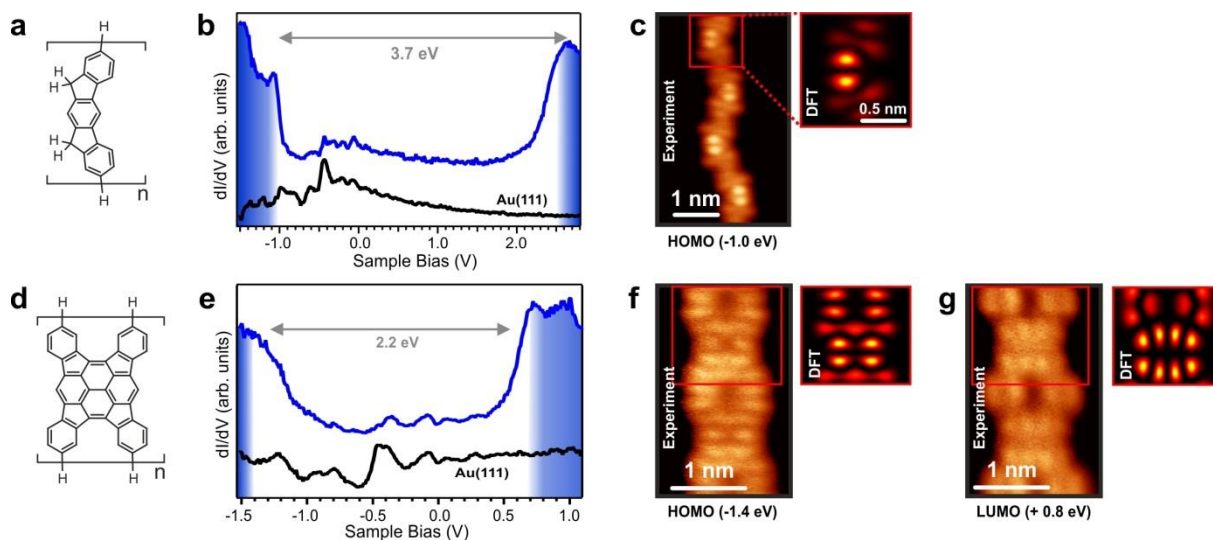 a
H
n
H
H
H
H
H
b
3.7 eV
dI/dV (arb. units)
Au(111)
-1.0
0.0
1.0
2.0
Sample Bias (V)
c
Experiment
DFT
0.5 nm
1 nm
HOMO (-1.0 eV)
d
H
H
n
H
H
e
2.2 eV
dI/dV (arb. units)
Au(111)
-1.5
-1.0
-0.5
0.0
0.5
1.0
Sample Bias (V)
f
Experiment
DFT
1 nm
HOMO (-1.4 eV)
g
Experiment
DFT
1 nm
LUMO (+ 0.8 eV)